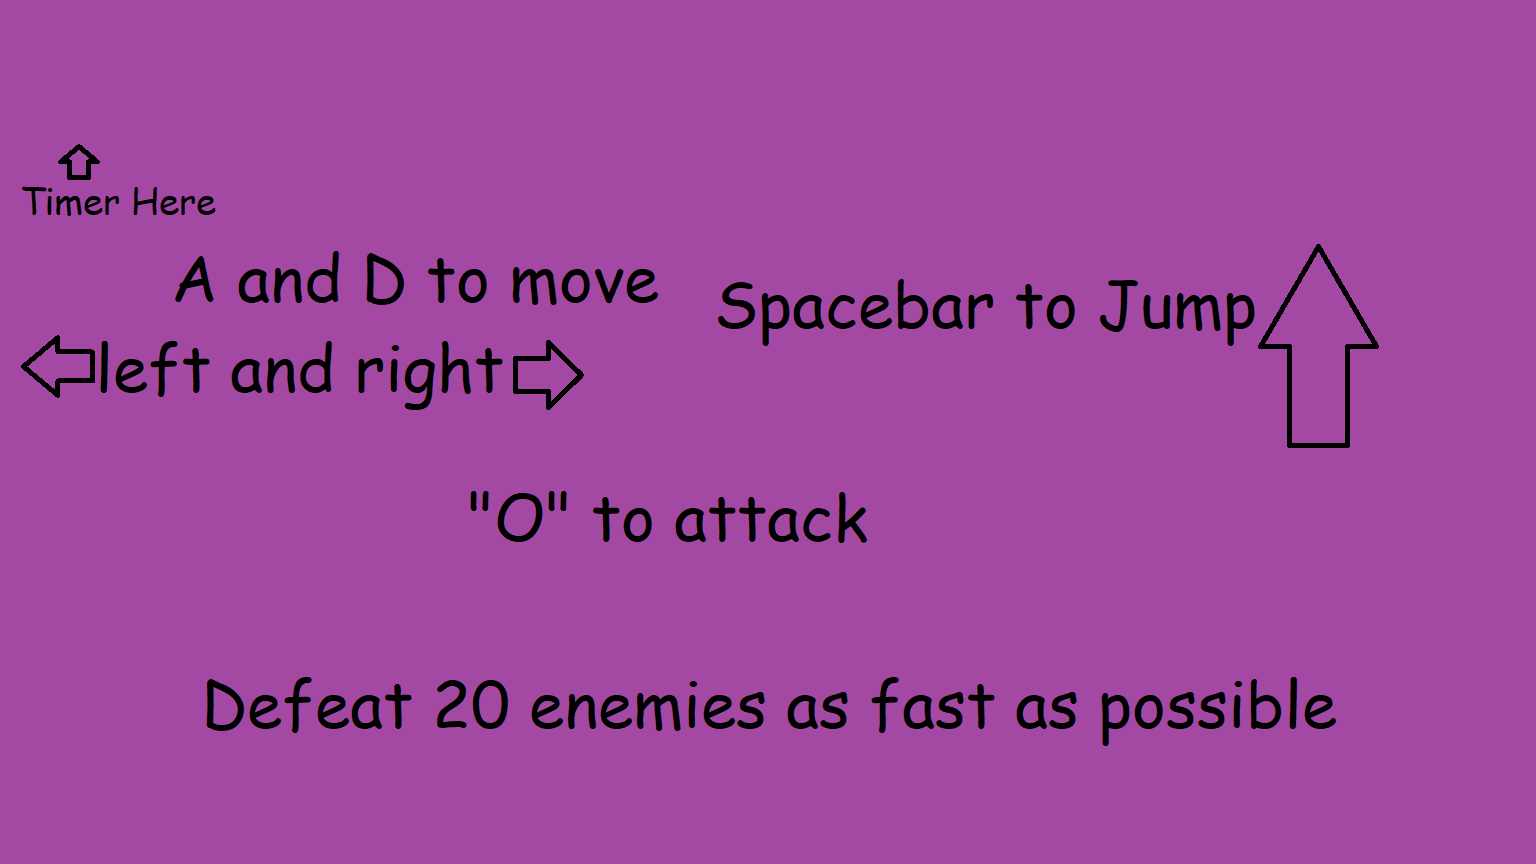 Timer Here
A and D to move
left and right
Spacebar to Jump
"O" to attack
Defeat 20 enemies as fast as possible